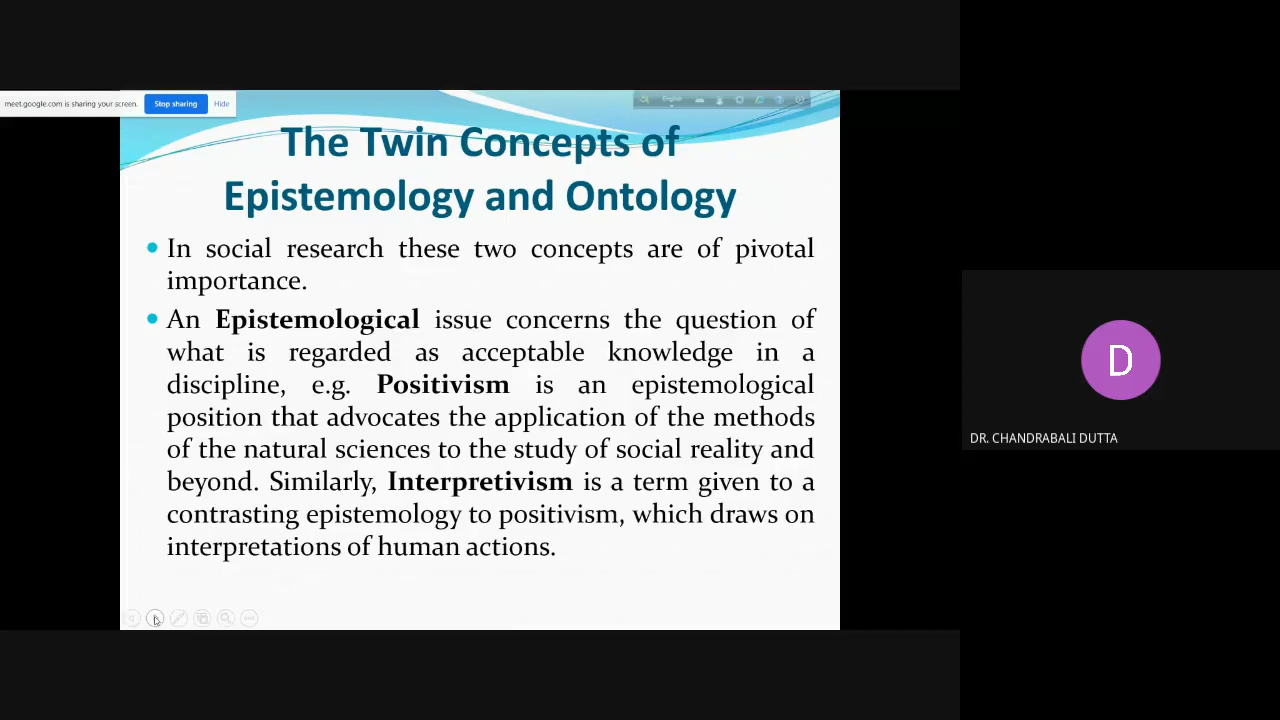 meet.google.com is sharing your screen. Stop sharing Hide
English
The Twin Concepts of
Epistemology and Ontology
• In social research these two concepts are of pivotal
importance.
• An Epistemological issue concerns the question of
what is regarded as acceptable knowledge in a
discipline, e.g. Positivism is an epistemological
position that advocates the application of the methods
of the natural sciences to the study of social reality and
beyond. Similarly, Interpretivism is a term given to a
contrasting epistemology to positivism, which draws on
interpretations of human actions.
D
DR. CHANDRABALI DUTTA